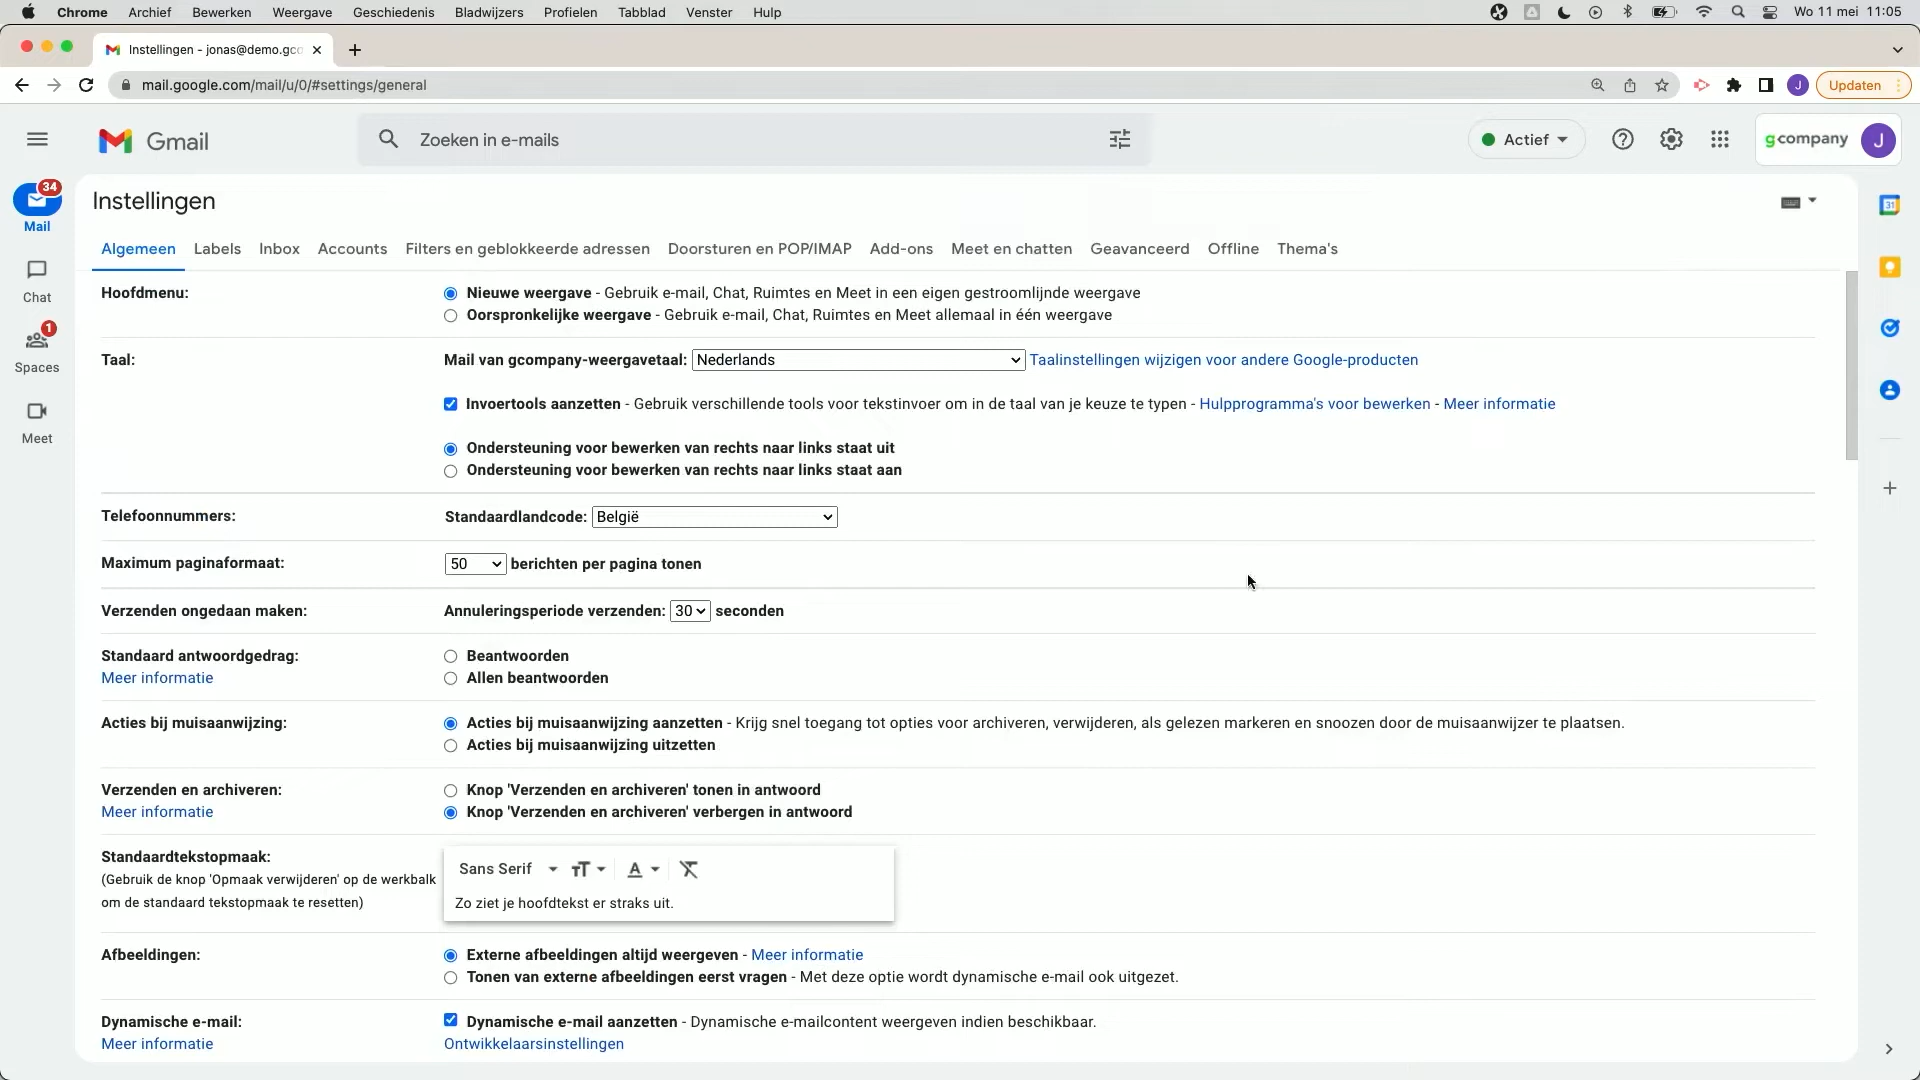 Chrome Archief Bewerken Weergave Geschiedenis Bladwijzers Profielen Tabblad Venster Hulp Wo 11 mei 11:05
Instellingen - jonas@demo.gco
mail.google.com/mail/u/0/#settings/general J Updaten
Gmail Zoeken in e-mails Actief gcompany J
34
Mail
Chat
1
Spaces
Meet
Instellingen
31
Algemeen Labels Inbox Accounts Filters en geblokkeerde adressen Doorsturen en POP/IMAP Add-ons Meet en chatten Geavanceerd Offline Thema's
Hoofdmenu: Nieuwe weergave - Gebruik e-mail, Chat, Ruimtes en Meet in een eigen gestroomlijnde weergave
Oorspronkelijke weergave - Gebruik e-mail, Chat, Ruimtes en Meet allemaal in één weergave
Taal: Mail van gcompany-weergavetaal: Nederlands Taalinstellingen wijzigen voor andere Google-producten
Invoertools aanzetten - Gebruik verschillende tools voor tekstinvoer om in de taal van je keuze te typen - Hulpprogramma's voor bewerken - Meer informatie
Ondersteuning voor bewerken van rechts naar links staat uit
Ondersteuning voor bewerken van rechts naar links staat aan
Telefoonnummers: Standaardlandcode: België
Maximum paginaformaat: 50 berichten per pagina tonen
Verzenden ongedaan maken: Annuleringsperiode verzenden: 30 seconden
Standaard antwoordgedrag: Beantwoorden
Meer informatie Allen beantwoorden
Acties bij muisaanwijzing: Acties bij muisaanwijzing aanzetten - Krijg snel toegang tot opties voor archiveren, verwijderen, als gelezen markeren en snoozen door de muisaanwijzer te plaatsen.
Acties bij muisaanwijzing uitzetten
Verzenden en archiveren: Knop 'Verzenden en archiveren' tonen in antwoord
Meer informatie Knop 'Verzenden en archiveren' verbergen in antwoord
Standaardtekstopmaak:
(Gebruik de knop 'Opmaak verwijderen' op de werkbalk
om de standaard tekstopmaak te resetten)
Sans Serif
Zo ziet je hoofdtekst er straks uit.
Afbeeldingen: Externe afbeeldingen altijd weergeven - Meer informatie
Tonen van externe afbeeldingen eerst vragen - Met deze optie wordt dynamische e-mail ook uitgezet.
Dynamische e-mail: Dynamische e-mail aanzetten - Dynamische e-mailcontent weergeven indien beschikbaar.
Meer informatie Ontwikkelaarsinstellingen